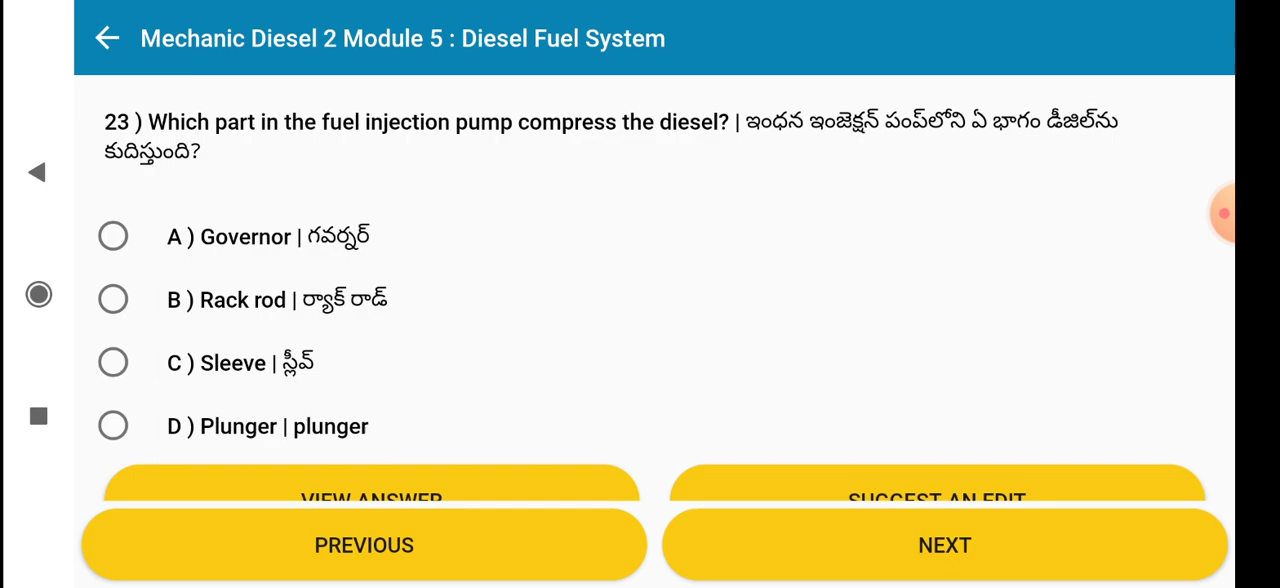 Mechanic Diesel 2 Module 5 : Diesel Fuel System
23 ) Which part in the fuel injection pump compress the diesel? | ఇంధన ఇంజెక్షన్ పంప్‌లోని ఏ భాగం డీజిల్‌ను
కుదిస్తుంది?
A ) Governor | గవర్నర్
B ) Rack rod | ర్యాక్ రాడ్
C ) Sleeve | స్లీవ్
D ) Plunger | plunger
VIEW ANSWER SUGGEST AN EDIT
PREVIOUS NEXT